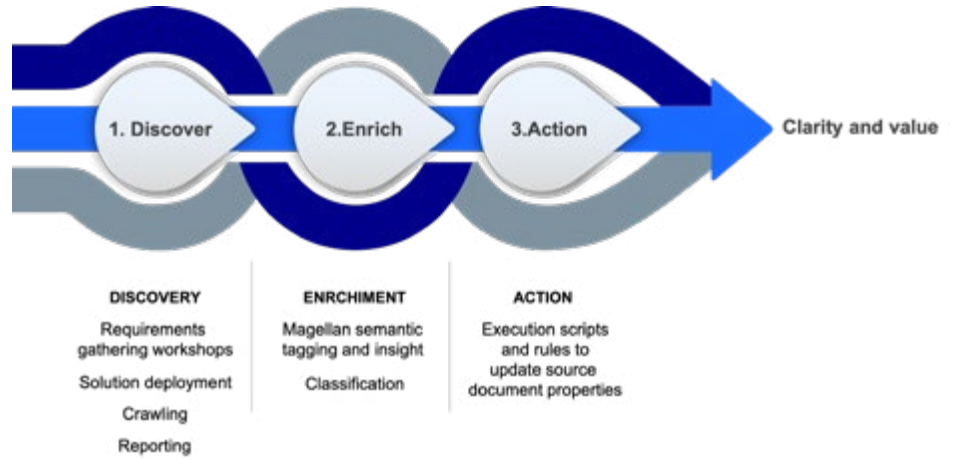 1. Discover
2.Enrich
3.Action
Clarity and value
DISCOVERY
Requirements
gathering workshops
Solution deployment
Crawling
Reporting
ENRCHIMENT
Magellan semantic
tagging and insight
Classification
ACTION
Execution scripts
and rules to
update source
document properties